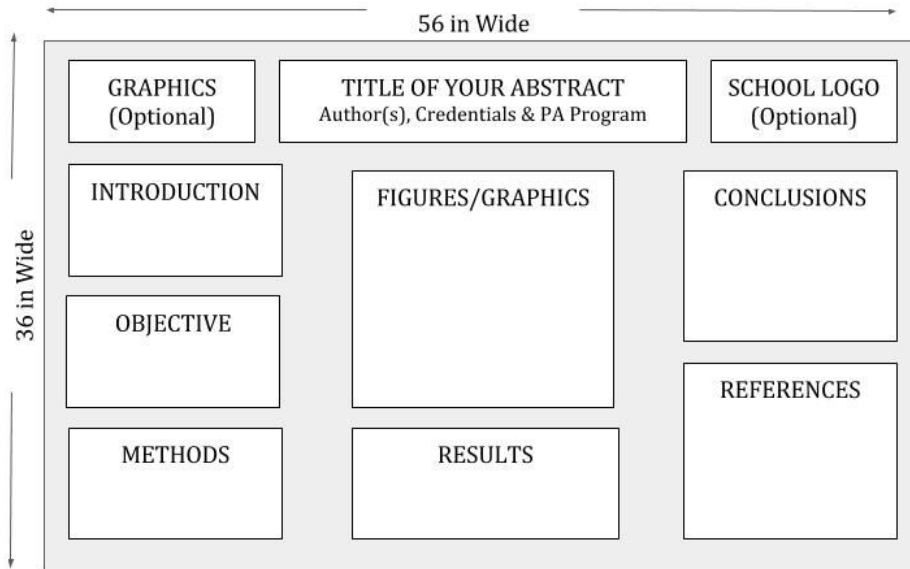 56 in Wide
36 in Wide
GRAPHICS
(Optional)
TITLE OF YOUR ABSTRACT
Author(s), Credentials & PA Program
SCHOOL LOGO
(Optional)
INTRODUCTION
OBJECTIVE
METHODS
FIGURES/GRAPHICS
RESULTS
CONCLUSIONS
REFERENCES